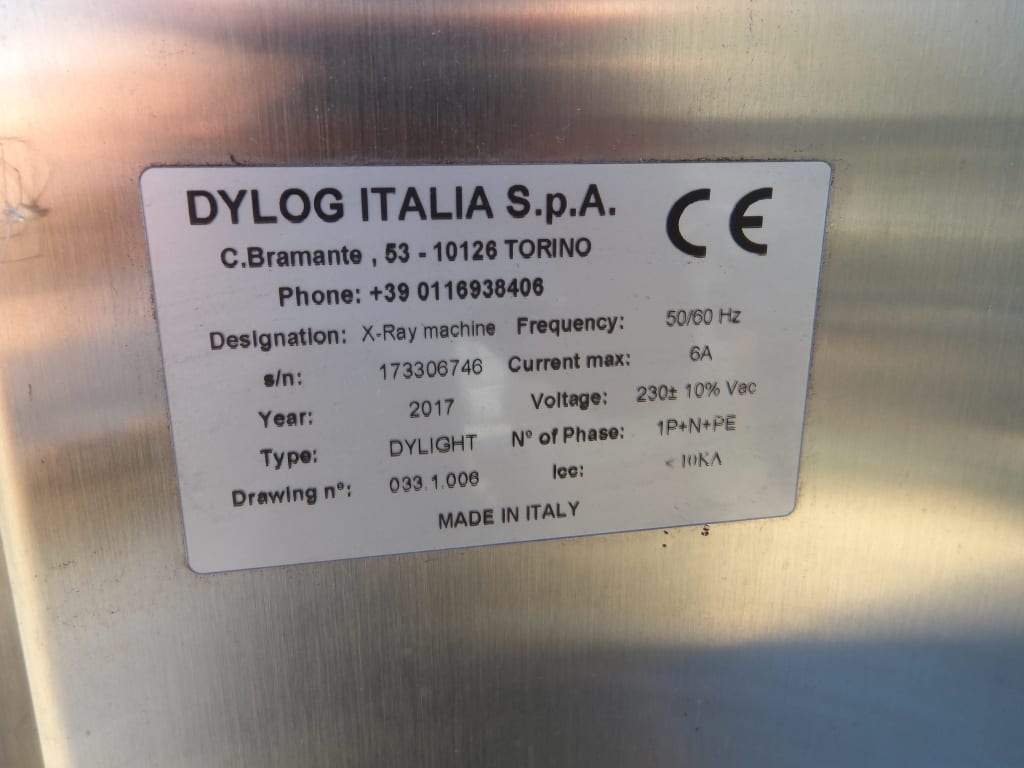 DYLOG ITALIA S.p.A. CE
C.Bramante , 53 - 10126 TORINO
Phone: +39 0116938406
Designation: X-Ray machine Frequency: 50/60 Hz
s/n: 173306746 Current max: 6A
Year: 2017 Voltage: 230± 10% Vac
Type: DYLIGHT N° of Phase: 1P+N+PE
Drawing n°: 033.1.006 Icc: < 10KA
MADE IN ITALY